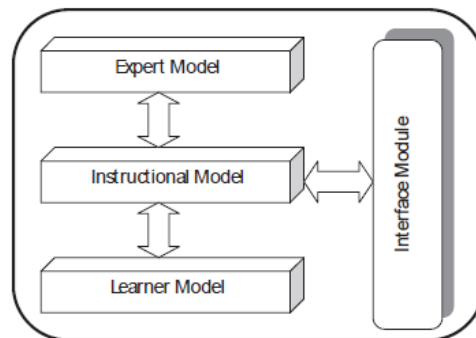 Expert Model
Instructional Model
Learner Model
Interface Module